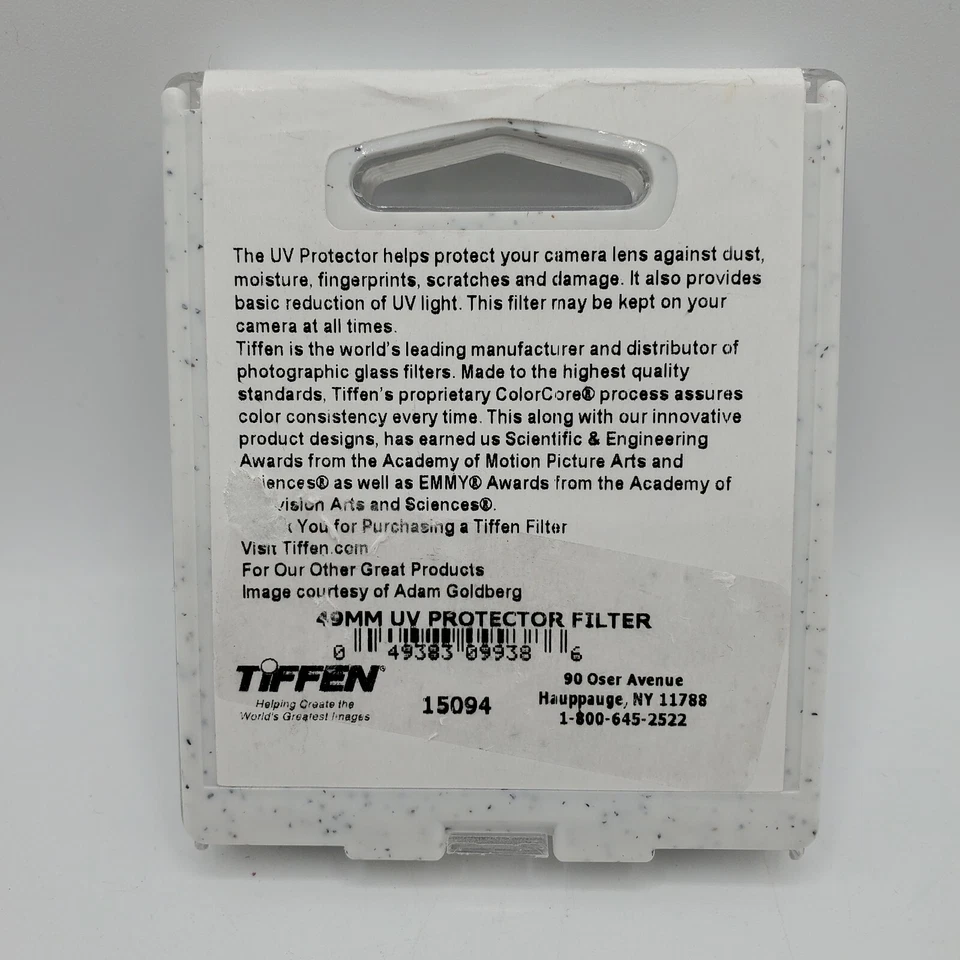 The UV Protector helps protect your camera lens against dust,
moisture, fingerprints, scratches and damage. It also provides
basic reduction of UV light. This filter may be kept on your
camera at all times.
Tiffen is the world's leading manufacturer and distributor of
photographic glass filters. Made to the highest quality
standards, Tiffen's proprietary ColorCore® process assures
color consistency every time. This along with our innovative
product designs, has earned us Scientific & Engineering
Awards from the Academy of Motion Picture Arts and
iences® as well as EMMY® Awards from the Academy of
vision Arts and Sciences®.
k You for Purchasing a Tiffen Filter
Visit Tiffen.com
For Our Other Great Products
Image courtesy of Adam Goldberg
49MM UV PROTECTOR FILTER
0 49383 09938 6
TIFFEN®
Helping Create the
World's Greatest Images
15094
90 Oser Avenue
Hauppauge, NY 11788
1-800-645-2522